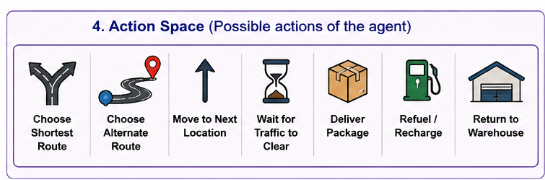 4. Action Space (Possible actions of the agent)
Choose
Shortest
Route
Choose
Alternate
Route
Move to Next
Location
Wait for
Traffic to
Clear
Deliver
Package
Refuel /
Recharge
Return to
Warehouse